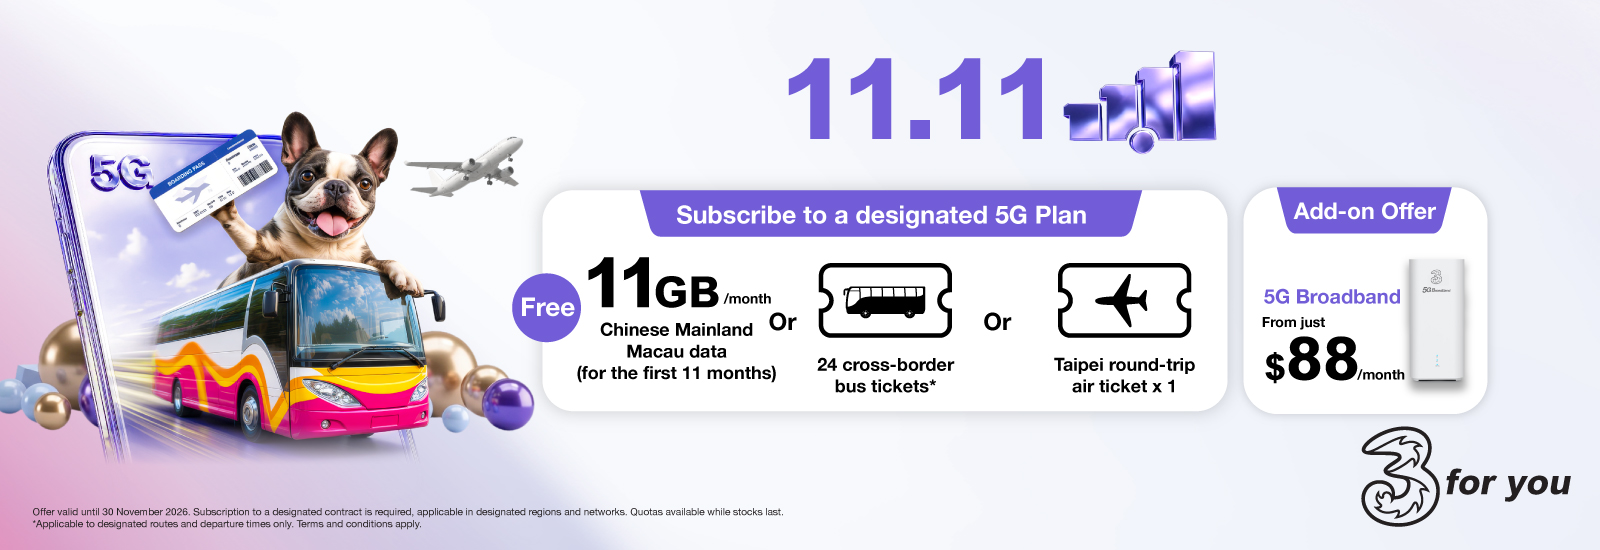 11.11
5G
BOARDING PASS
Subscribe to a designated 5G Plan
Free
11GB /month
Chinese Mainland
Macau data
(for the first 11 months)
Or
24 cross-border
bus tickets*
Or
Taipei round-trip
air ticket x 1
Add-on Offer
5G Broadband
From just
$88/month
3
5G Broadband
3 for you
Offer valid until 30 November 2026. Subscription to a designated contract is required, applicable in designated regions and networks. Quotas available while stocks last.
*Applicable to designated routes and departure times only. Terms and conditions apply.